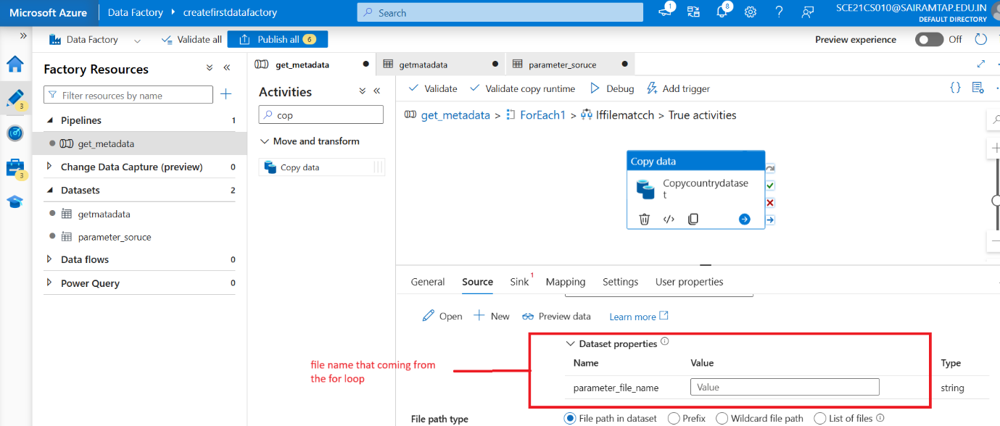 Microsoft Azure
Data Factory
createfirstdatafactory
Search
1
8
SCE21CS010@SAIRAMTAP.EDU.IN
DEFAULT DIRECTORY
Data Factory
Validate all
Publish all 6
Preview experience
Off
Factory Resources
Filter resources by name
3
3
Pipelines 1
get_metadata
Change Data Capture (preview) 0
Datasets 2
getmatadata
parameter_soruce
Data flows 0
Power Query 0
get_metadata
getmatadata
parameter_soruce
Activities
cop
Move and transform
Copy data
Validate
Validate copy runtime
Debug
Add trigger
get_metadata > ForEach1 > Iffilematcch > True activities
Copy data
Copycountrydatase
t
General
Source
Sink 1
Mapping
Settings
User properties
Open
New
Preview data
Learn more
Dataset properties
Name Value Type
parameter_file_name Value string
file name that coming from
the for loop
File path type
File path in dataset
Prefix
Wildcard file path
List of files